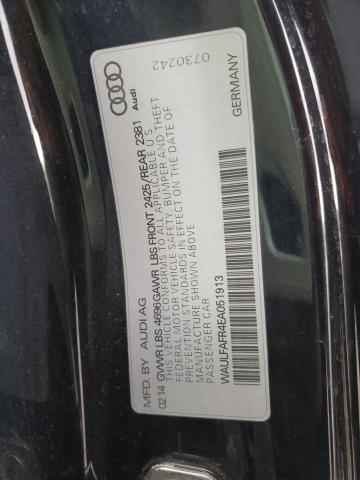 MFD. BY AUDI AG
02 14 GVWR LBS 4696 GAWR LBS FRONT 2425/REAR 2381
THIS VEHICLE CONFORMS TO ALL APPLICABLE U S
FEDERAL MOTOR VEHICLE SAFETY, BUMPER AND THEFT
PREVENTION STANDARDS IN EFFECT ON THE DATE OF
MANUFACTURE SHOWN ABOVE
PASSENGER CAR
WAULFAFR4EA051913
GERMANY
Audi
0730242